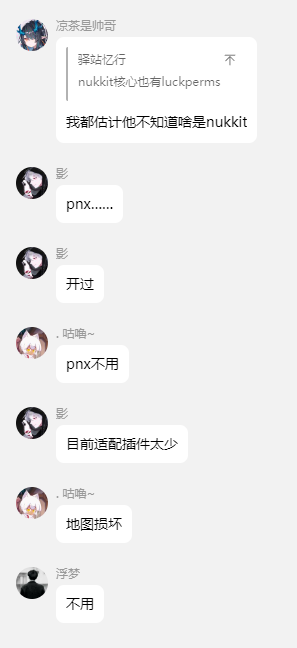 凉茶是帅哥
驿站忆行
nukkit核心也有luckperms
我都估计他不知道啥是nukkit
影
pnx……
影
开过
. 咕噜~
pnx不用
影
目前适配插件太少
. 咕噜~
地图损坏
浮梦
不用